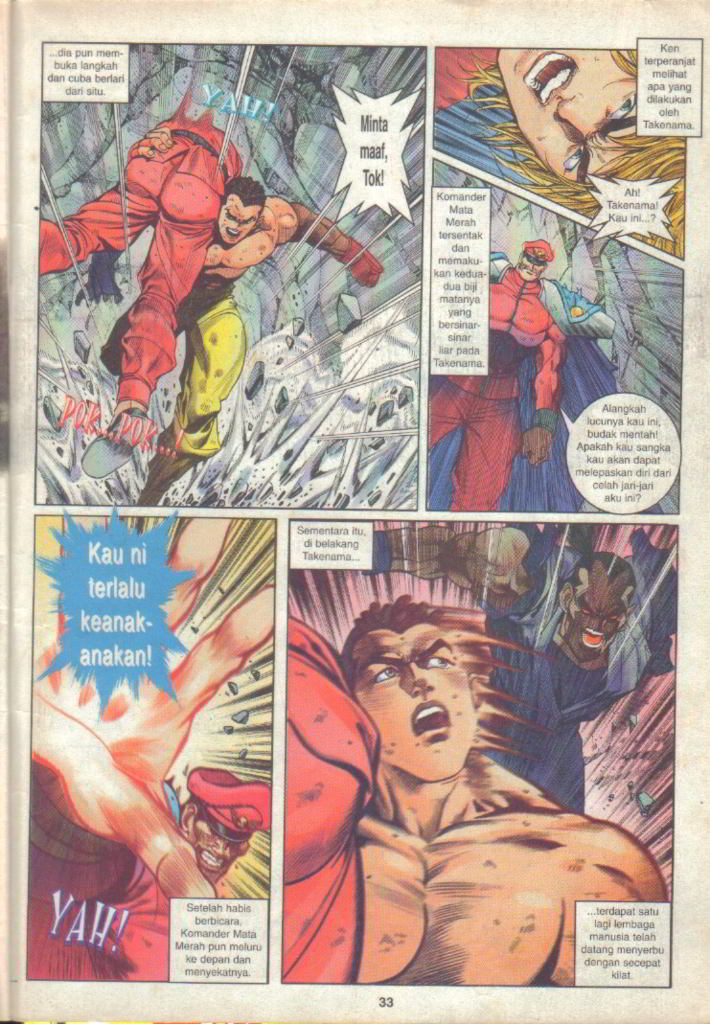 ...dia pun mem-
buka langkah
dan cuba berlari
dari situ.
YAH!
Minta
maaf,
Tok!
POK...POK...!
Ken
terperanjat
melihat
apa yang
dilakukan
oleh
Takenama.
Ah!
Takenama!
Kau ini...?
Komander
Mata
Merah
tersentak
dan
memaku-
kan kedua-
dua biji
matanya
yang
bersinar-
sinar
liar pada
Takenama.
Alangkah
lucunya kau ini,
budak mentah!
Apakah kau sangka
kau akan dapat
melepaskan diri dari
celah jari-jari
aku ini?
Kau ni
terlalu
keanak-
anakan!
YAH!
Setelah habis
berbicara,
Komander Mata
Merah pun meluru
ke depan dan
menyekatnya.
Sementara itu,
di belakang
Takenama...
...terdapat satu
lagi lembaga
manusia telah
datang menyerbu
dengan secepat
kilat.
33